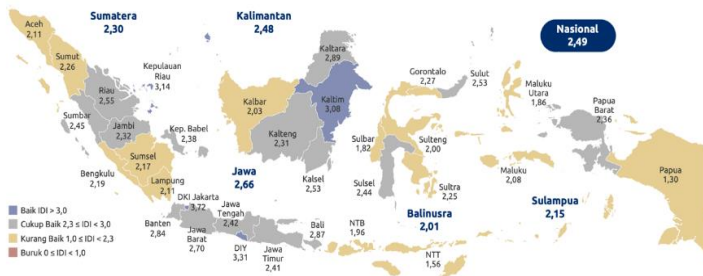 Sumatera
2,30
Kalimantan
2,48
Nasional
2,49
Aceh
2,11
Sumut
2,26
Kepulauan
Riau
3,14
Riau
2,55
Sumbar
2,45
Jambi
2,32
Kep. Babel
2,38
Sumsel
2,17
Bengkulu
2,19
Lampung
2,11
Kaltara
2,89
Kalbar
2,03
Kaltim
3,08
Kalteng
2,31
Kalsel
2,53
Gorontalo
2,27
Sulut
2,53
Sulbar
1,82
Sulteng
2,00
Sulsel
2,44
Sultra
2,25
Maluku
Utara
1,86
Papua
Barat
2,36
Maluku
2,08
Papua
1,30
Jawa
2,66
DKI Jakarta
3,72
Banten
2,84
Jawa
Barat
2,70
Jawa
Tengah
2,42
DIY
3,31
Jawa
Timur
2,41
Bali
2,87
NTB
1,96
NTT
1,56
Balinusra
2,01
Sulampua
2,15
Baik IDI > 3,0
Cukup Baik 2,3 ≤ IDI < 3,0
Kurang Baik 1,0 ≤ IDI < 2,3
Buruk 0 ≤ IDI < 1,0